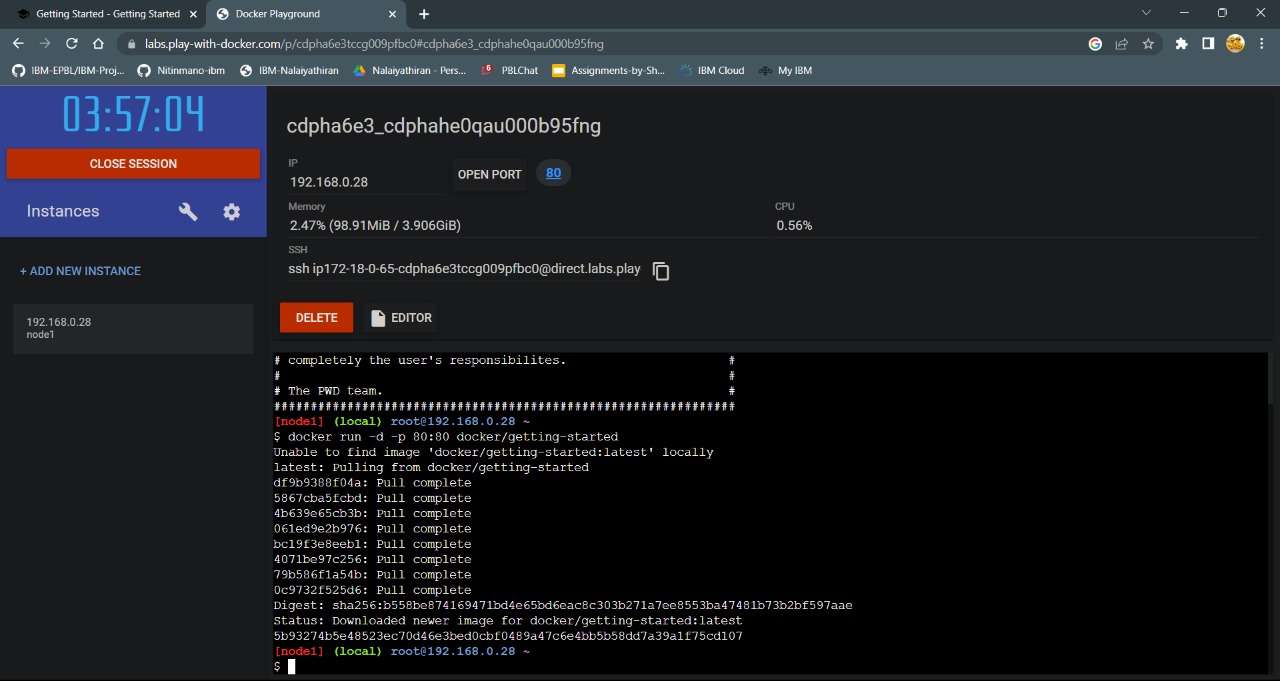 Getting Started - Getting Started
Docker Playground
labs.play-with-docker.com/p/cdpha6e3tccg009pfbc0#cdpha6e3_cdphahe0qau000b95fng
IBM-EPBL/IBM-Proj...
Nitinmano-ibm
IBM-Nalaiyathiran
Nalaiyathiran - Pers...
PBLChat
Assignments-by-Sh...
IBM Cloud
My IBM
03:57:04
CLOSE SESSION
Instances
+ ADD NEW INSTANCE
192.168.0.28
node1
cdpha6e3_cdphahe0qau000b95fng
IP
192.168.0.28
OPEN PORT
80
Memory
2.47% (98.91MiB / 3.906GiB)
CPU
0.56%
SSH
ssh ip172-18-0-65-cdpha6e3tccg009pfbc0@direct.labs.play
DELETE
EDITOR
# completely the user's responsibilites. #
# #
# The PWD team. #
###############################################################
[node1] (local) root@192.168.0.28 ~
$ docker run -d -p 80:80 docker/getting-started
Unable to find image 'docker/getting-started:latest' locally
latest: Pulling from docker/getting-started
df9b9388f04a: Pull complete
5867cba5fcbd: Pull complete
4b639e65cb3b: Pull complete
061ed9e2b976: Pull complete
bc19f3e8eeb1: Pull complete
4071be97c256: Pull complete
79b586f1a54b: Pull complete
0c9732f525d6: Pull complete
Digest: sha256:b558be874169471bd4e65bd6eac8c303b271a7ee8553ba47481b73b2bf597aae
Status: Downloaded newer image for docker/getting-started:latest
5b93274b5e48523ec70d46e3bed0cbf0489a47c6e4bb5b58dd7a39a1f75cd107
[node1] (local) root@192.168.0.28 ~
$